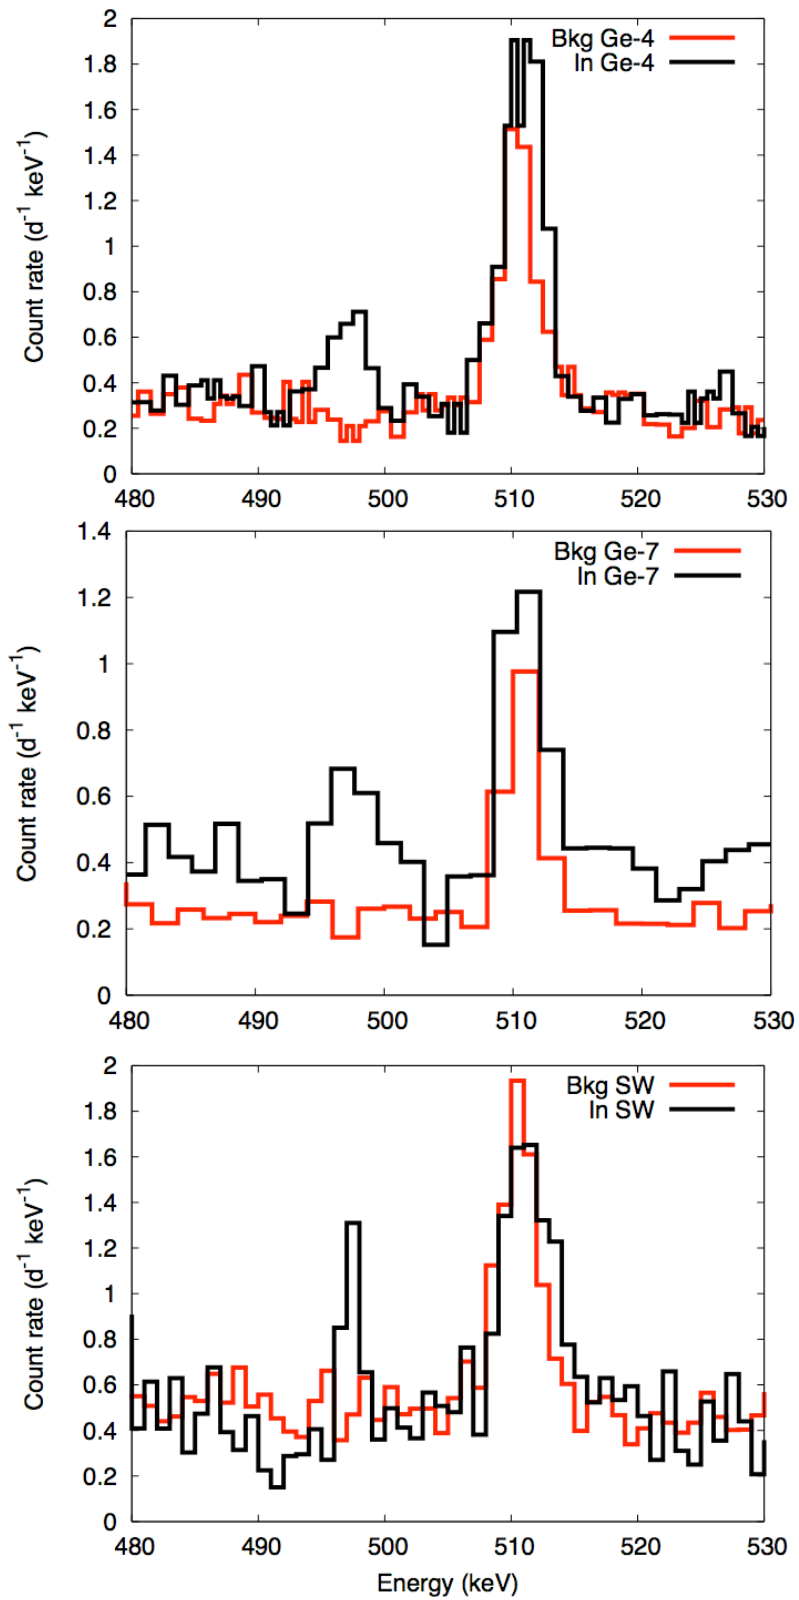 2
1.8
1.6
1.4
1.2
1
0.8
0.6
0.4
0.2
0
Count rate (d⁻¹ keV⁻¹)
Bkg Ge-4
In Ge-4
480 490 500 510 520 530
1.4
1.2
1
0.8
0.6
0.4
0.2
0
Count rate (d⁻¹ keV⁻¹)
Bkg Ge-7
In Ge-7
480 490 500 510 520 530
2
1.8
1.6
1.4
1.2
1
0.8
0.6
0.4
0.2
0
Count rate (d⁻¹ keV⁻¹)
Bkg SW
In SW
480 490 500 510 520 530
Energy (keV)